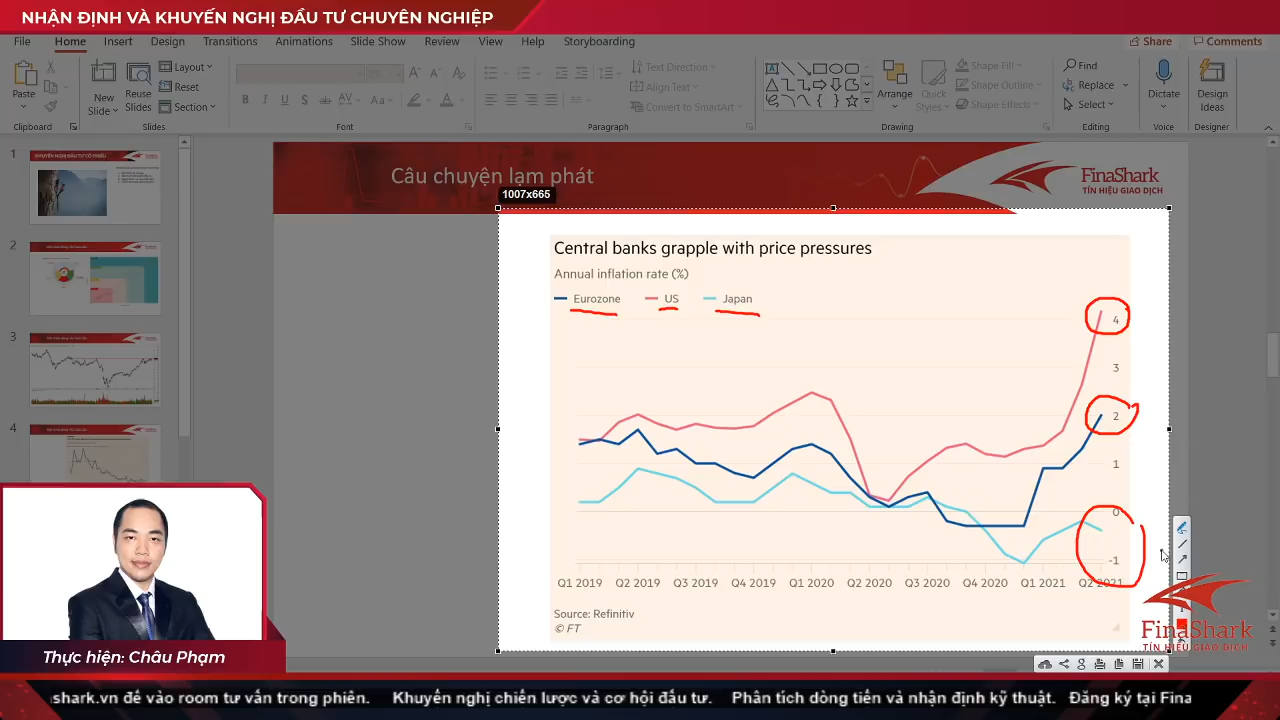 NHẬN ĐỊNH VÀ KHUYẾN NGHỊ ĐẦU TƯ CHUYÊN NGHIỆP
File Home Insert Design Transitions Animations Slide Show Review View Help Storyboarding Share Comments
Paste New Slide Reuse Slides Layout Reset Section
B I U S ab AV Aa A
Text Direction Align Text Convert to SmartArt
Arrange Quick Styles Shape Fill Shape Outline Shape Effects
Find Replace Select Dictate Design Ideas
Clipboard Slides Font Paragraph Drawing Editing Voice Designer
1
2
3
4
Câu chuyện lạm phát
FinaShark
TÍN HIỆU GIAO DỊCH
1007x665
Central banks grapple with price pressures
Annual inflation rate (%)
Eurozone US Japan
4
3
2
1
0
-1
Q1 2019 Q2 2019 Q3 2019 Q4 2019 Q1 2020 Q2 2020 Q3 2020 Q4 2020 Q1 2021 Q2 2021
Source: Refinitiv
© FT
FinaShark
TÍN HIỆU GIAO DỊCH
Thực hiện: Châu Phạm
shark.vn để vào room tư vấn trong phiên. Khuyến nghị chiến lược và cơ hội đầu tư. Phân tích dòng tiền và nhận định kỹ thuật. Đăng ký tại Fina